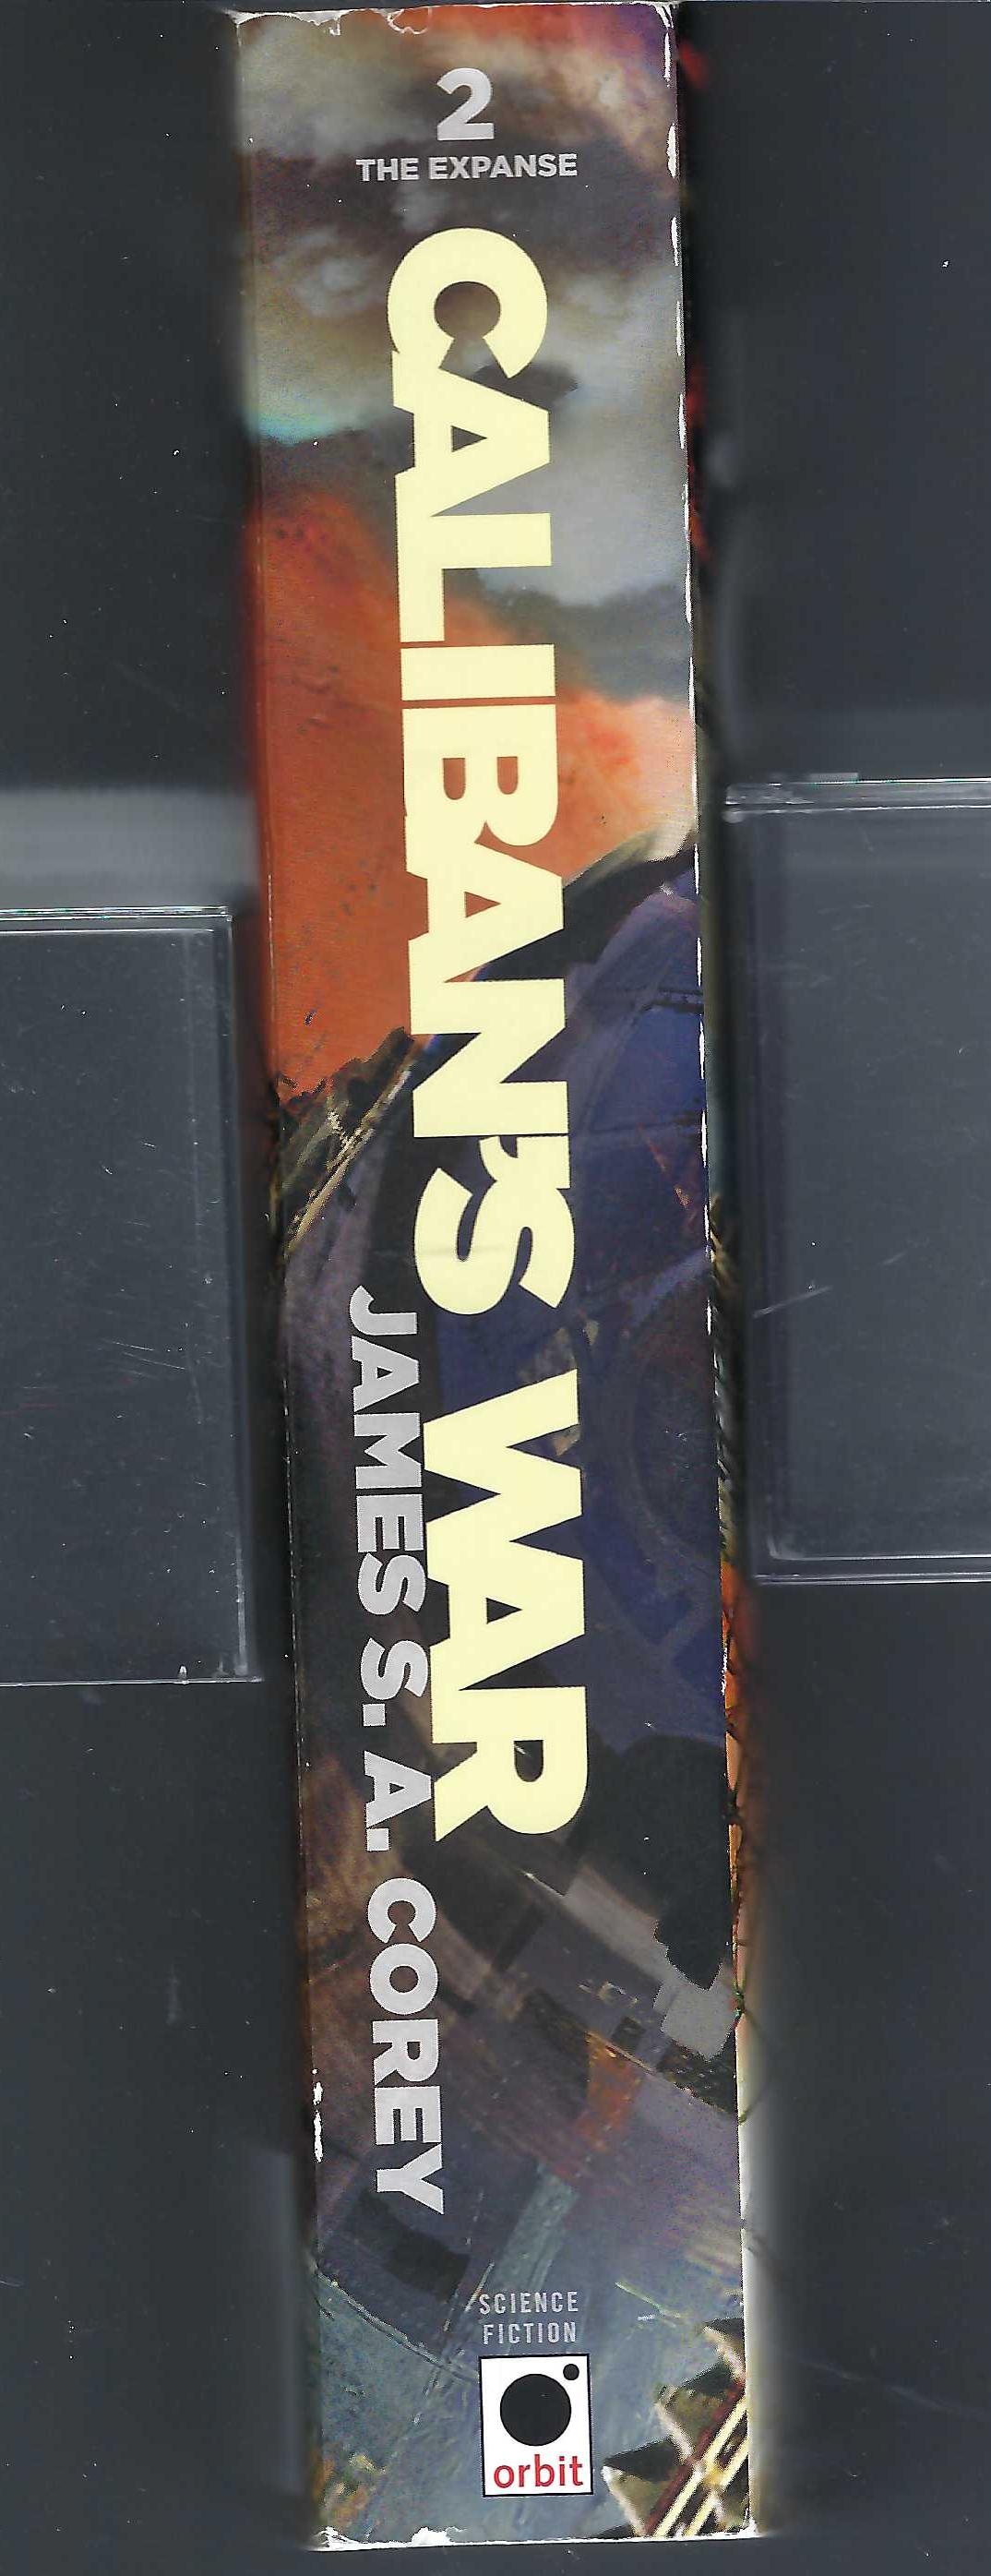 2
THE EXPANSE
CALIBAN'S WAR
JAMES S. A. COREY
SCIENCE
FICTION
orbit